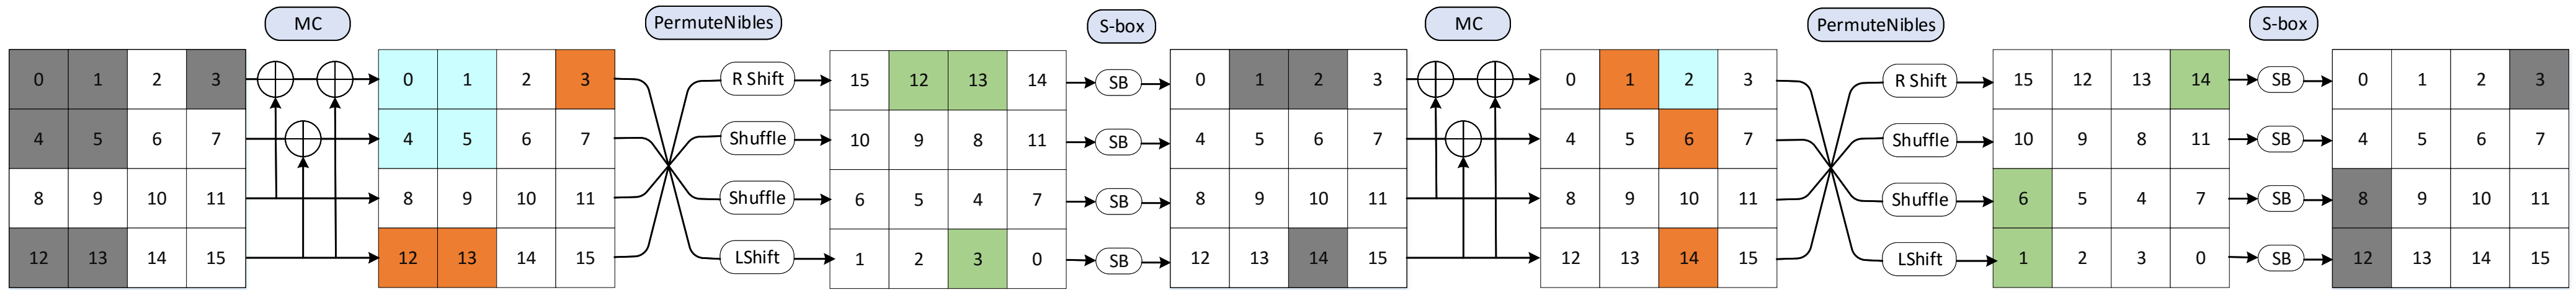 MC PermuteNibles S-box MC PermuteNibles S-box
0 1 2 3 0 1 2 3 R Shift 15 12 13 14 SB 0 1 2 3 0 1 2 3 R Shift 15 12 13 14 SB 0 1 2 3
4 5 6 7 4 5 6 7 Shuffle 10 9 8 11 SB 4 5 6 7 4 5 6 7 Shuffle 10 9 8 11 SB 4 5 6 7
8 9 10 11 8 9 10 11 Shuffle 6 5 4 7 SB 8 9 10 11 8 9 10 11 Shuffle 6 5 4 7 SB 8 9 10 11
12 13 14 15 12 13 14 15 LShift 1 2 3 0 SB 12 13 14 15 12 13 14 15 LShift 1 2 3 0 SB 12 13 14 15